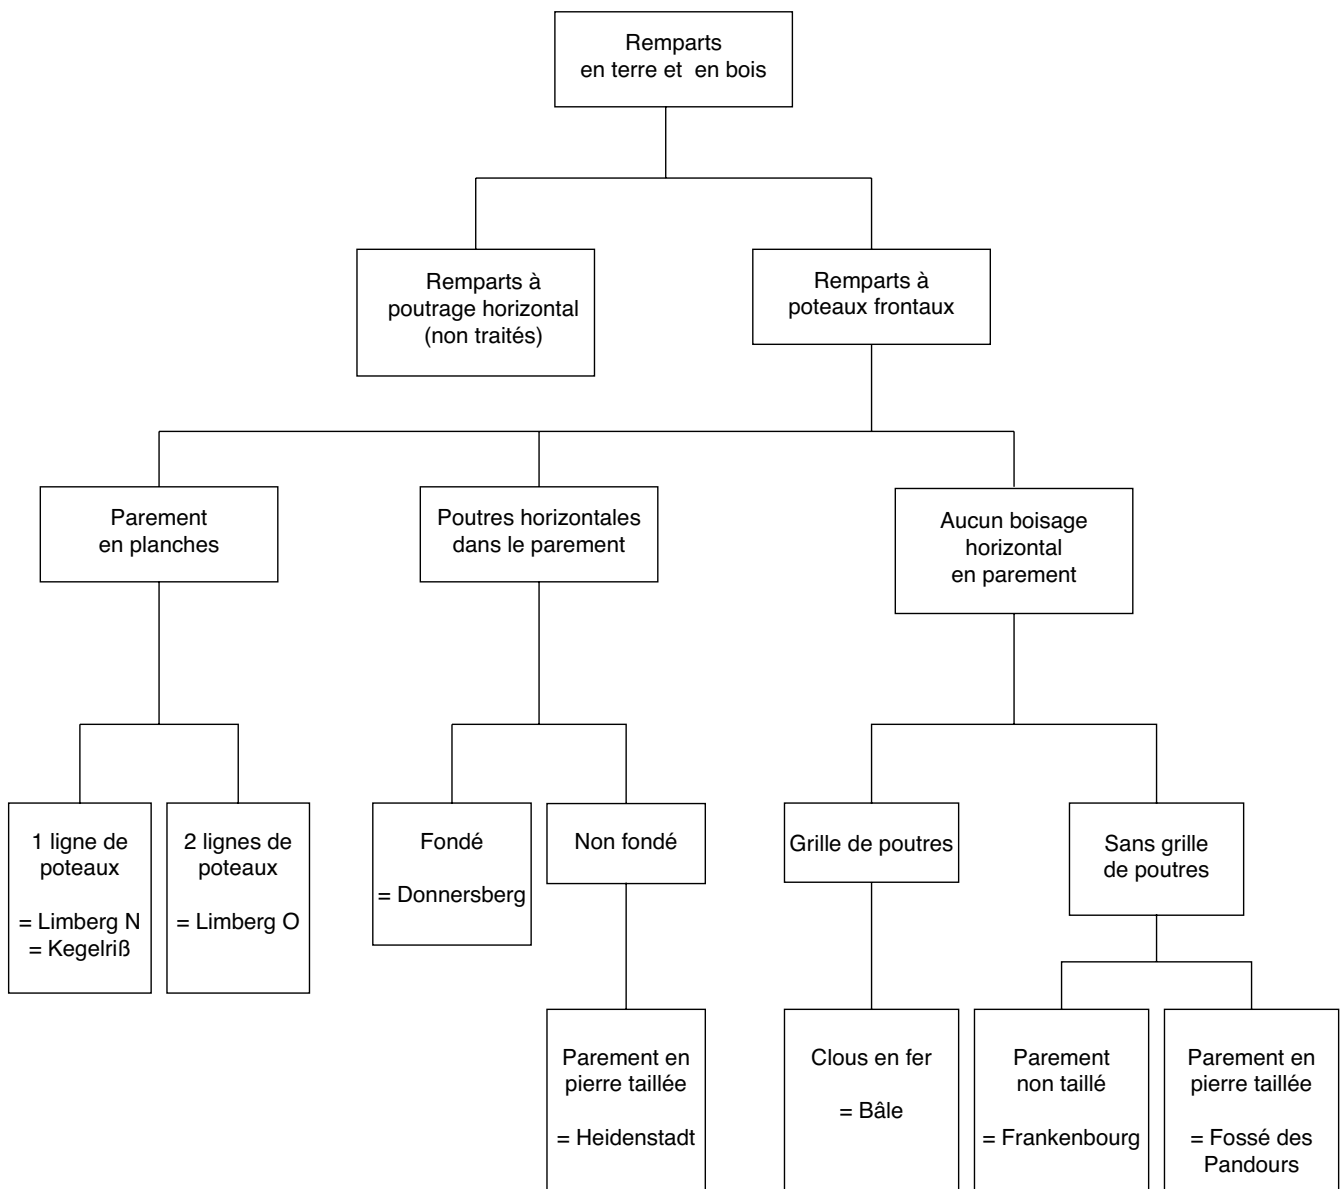 Remparts
en terre et en bois
Remparts à
poutrage horizontal
(non traités)
Remparts à
poteaux frontaux
Parement
en planches
Poutres horizontales
dans le parement
Aucun boisage
horizontal
en parement
1 ligne de
poteaux
= Limberg N
= Kegelriß
2 lignes de
poteaux
= Limberg O
Fondé
= Donnersberg
Non fondé
Grille de poutres
Sans grille
de poutres
Parement en
pierre taillée
= Heidenstadt
Clous en fer
= Bâle
Parement
non taillé
= Frankenbourg
Parement en
pierre taillée
= Fossé des
Pandours